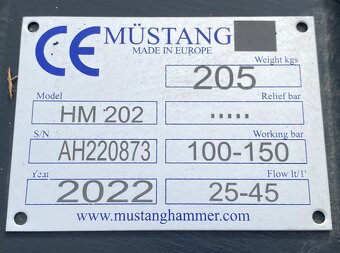 CE MÜSTANG
MADE IN EUROPE
Weight kgs
205
Model
Relief bar
HM 202
.....
S/N
Working bar
AH220873
100-150
Year
Flow lt/1'
2022
25-45
www.mustanghammer.com